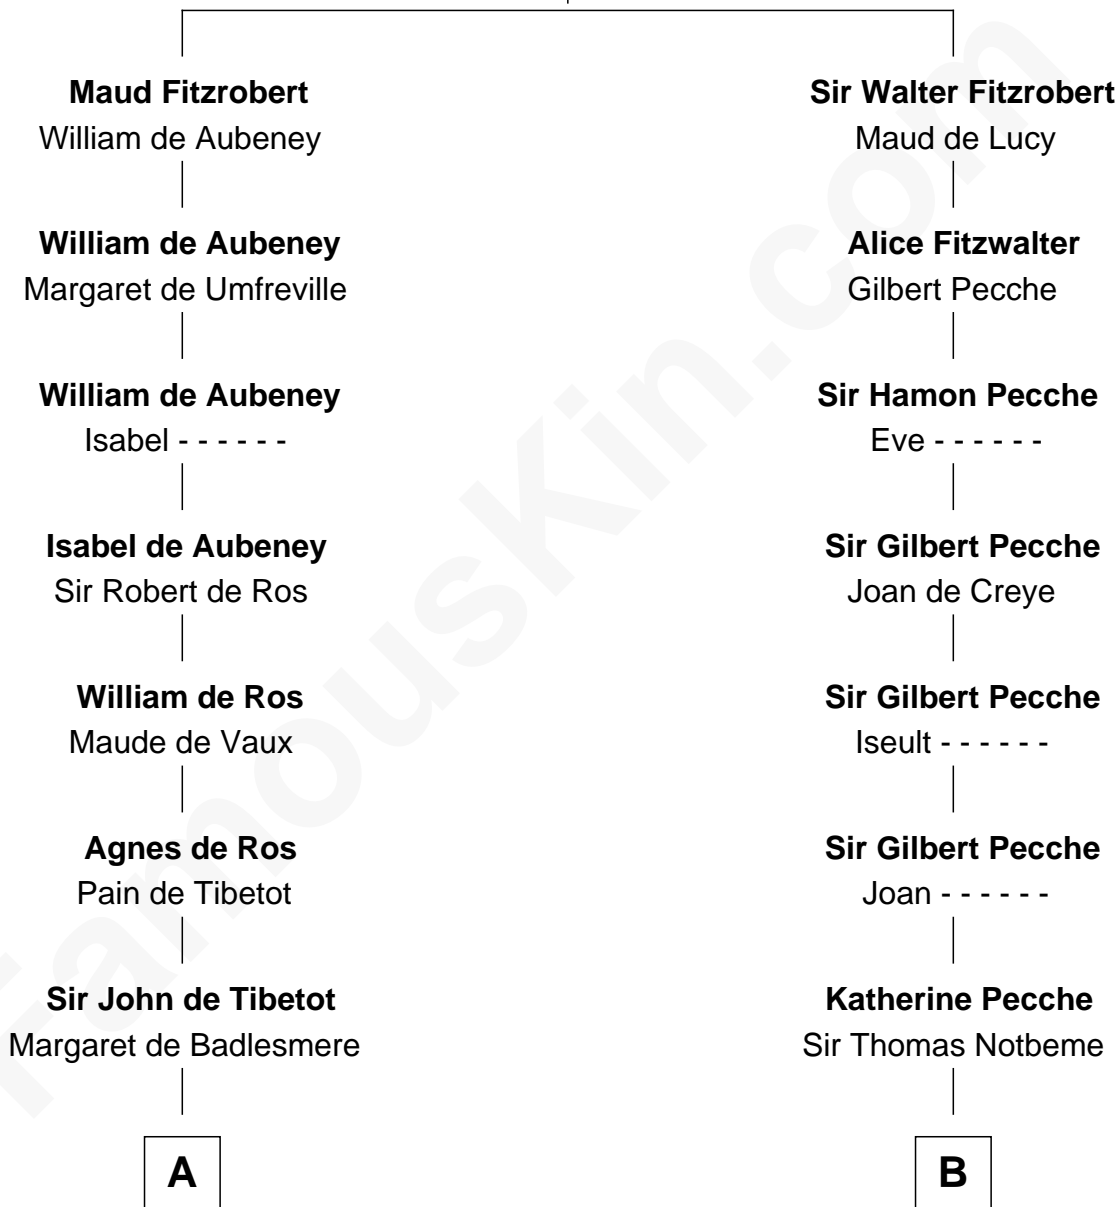 Maud Fitzrobert
William de Aubeney
William de Aubeney
Margaret de Umfreville
William de Aubeney
Isabel - - - - - -
Isabel de Aubeney
Sir Robert de Ros
William de Ros
Maude de Vaux
Agnes de Ros
Pain de Tibetot
Sir John de Tibetot
Margaret de Badlesmere
A
Sir Walter Fitzrobert
Maud de Lucy
Alice Fitzwalter
Gilbert Pecche
Sir Hamon Pecche
Eve - - - - - -
Sir Gilbert Pecche
Joan de Creye
Sir Gilbert Pecche
Iseult - - - - - -
Sir Gilbert Pecche
Joan - - - - - -
Katherine Pecche
Sir Thomas Notbeme
B
FamousKin.com